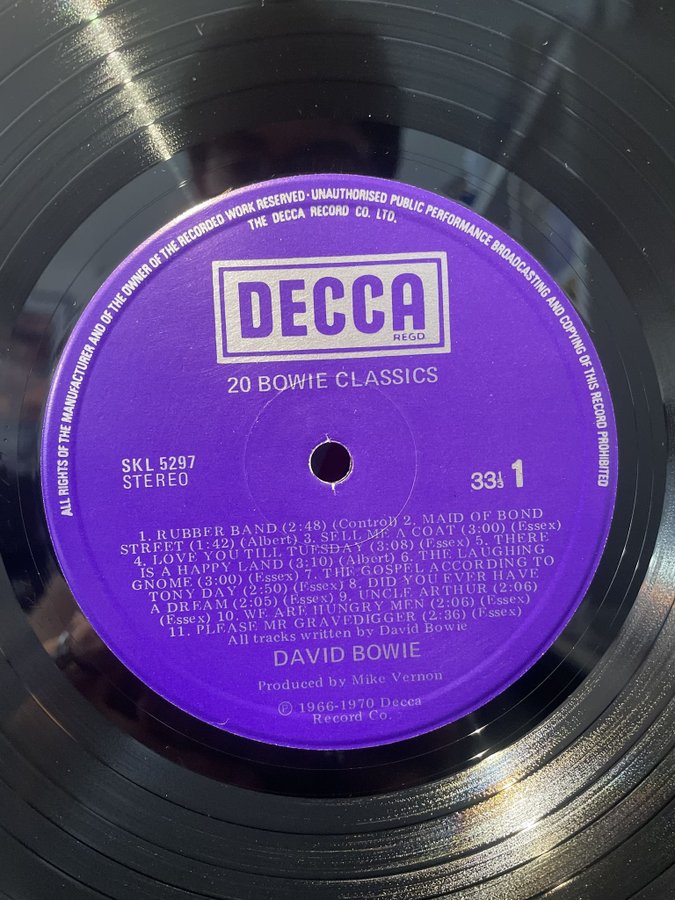 ALL RIGHTS OF THE MANUFACTURER AND OF THE OWNER OF THE RECORDED WORK RESERVED · UNAUTHORISED PUBLIC PERFORMANCE BROADCASTING AND COPYING OF THIS RECORD PROHIBITED
THE DECCA RECORD CO. LTD.
DECCA
REGD
20 BOWIE CLASSICS
SKL 5297
STEREO
33⅓ 1
1. RUBBER BAND (2:48) (Control) 2. MAID OF BOND
STREET (1:42) (Albert) 3. SELL ME A COAT (3:00) (Essex)
4. LOVE YOU TILL TUESDAY (3:08) (Essex) 5. THERE
IS A HAPPY LAND (3:10) (Albert) 6. THE LAUGHING
GNOME (3:00) (Essex) 7. THE GOSPEL ACCORDING TO
TONY DAY (2:50) (Essex) 8. DID YOU EVER HAVE
A DREAM (2:05) (Essex) 9. UNCLE ARTHUR (2:06)
(Essex) 10. WE ARE HUNGRY MEN (2:06) (Essex)
11. PLEASE MR GRAVEDIGGER (2:36) (Essex)
All tracks written by David Bowie
DAVID BOWIE
Produced by Mike Vernon
℗ 1966-1970 Decca
Record Co.